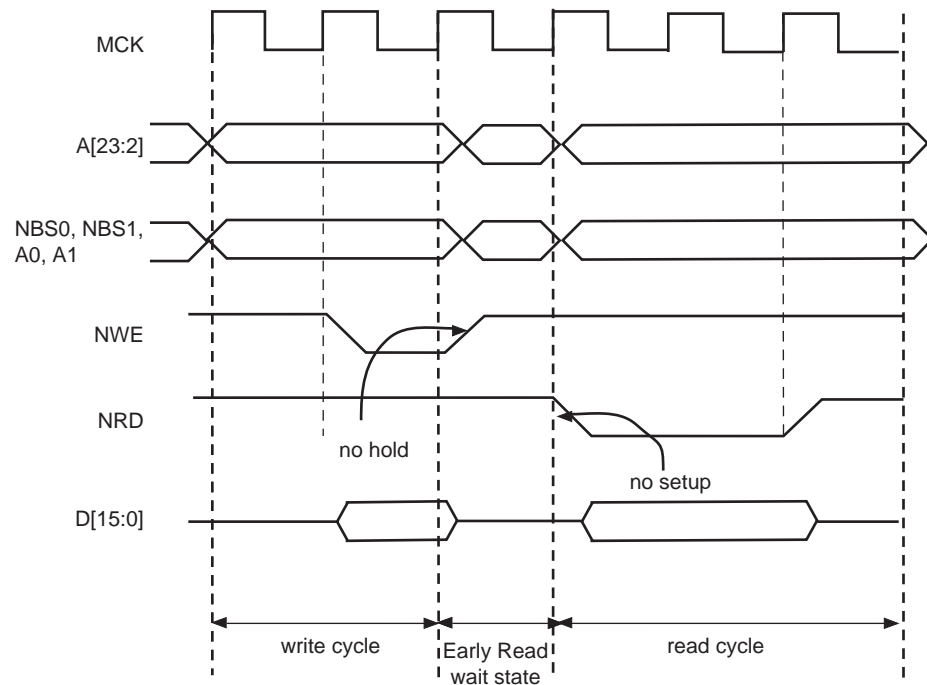 MCK
A[23:2]
NBS0, NBS1,
A0, A1
NWE
NRD
no hold
no setup
D[15:0]
write cycle
Early Read
wait state
read cycle